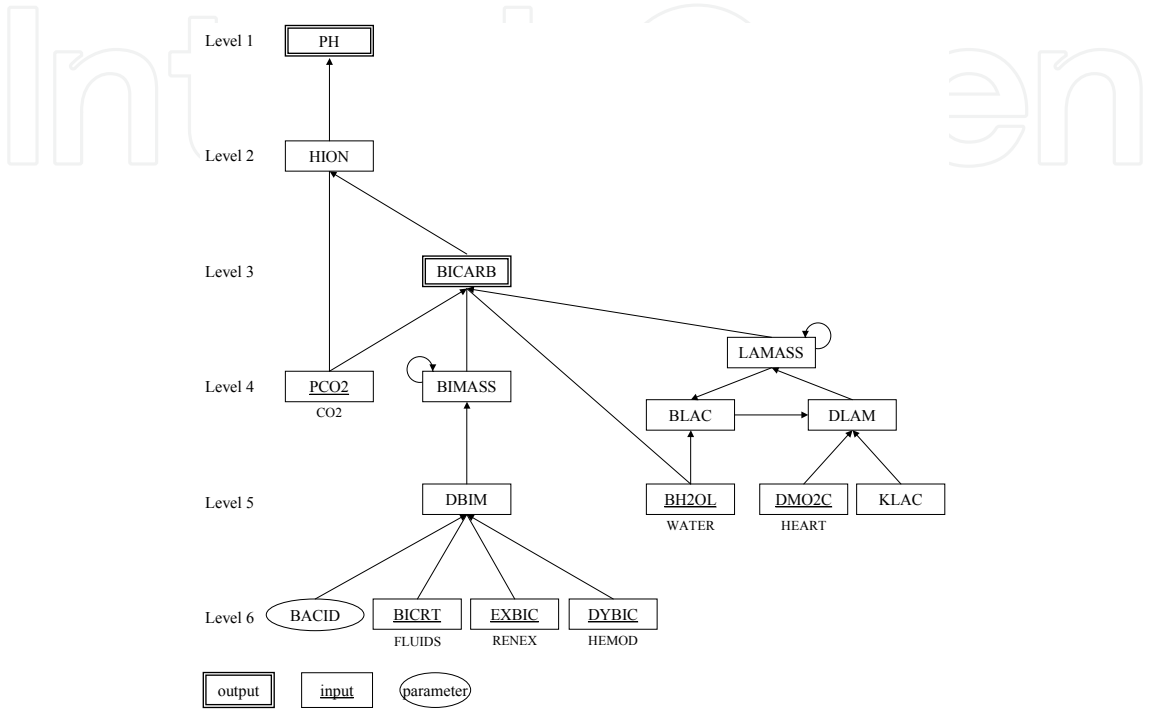 Level 1
PH
Level 2
HION
Level 3
BICARB
LAMASS
Level 4
PCO2
BIMASS
BLAC
DLAM
CO2
Level 5
DBIM
BH2OL
DMO2C
KLAC
WATER
HEART
Level 6
BACID
BICRT
EXBIC
DYBIC
FLUIDS
RENEX
HEMOD
output
input
parameter